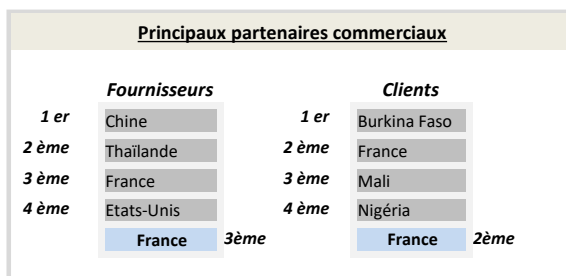 Principaux partenaires commerciaux
Fournisseurs Clients
1 er Chine 1 er Burkina Faso
2 ème Thaïlande 2 ème France
3 ème France 3 ème Mali
4 ème Etats-Unis 4 ème Nigéria
France 3ème France 2ème